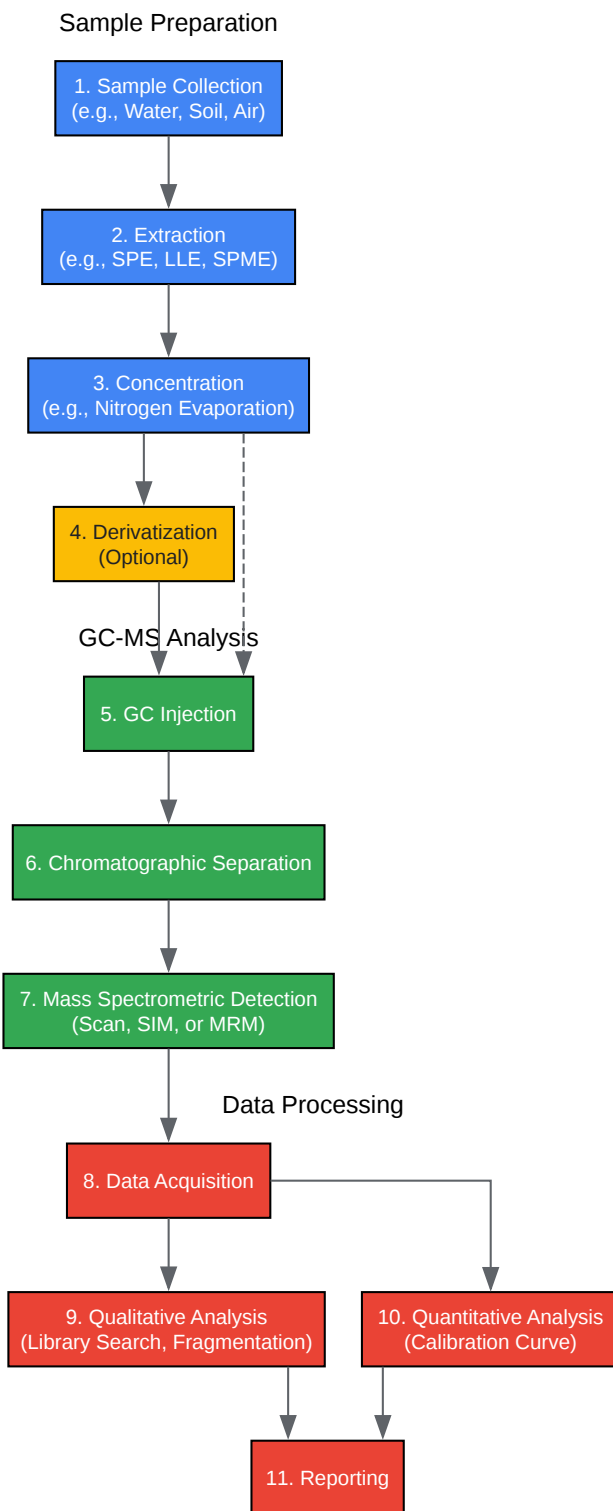 Sample Preparation
1. Sample Collection
(e.g., Water, Soil, Air)
2. Extraction
(e.g., SPE, LLE, SPME)
3. Concentration
(e.g., Nitrogen Evaporation)
4. Derivatization
(Optional)
GC-MS Analysis
5. GC Injection
6. Chromatographic Separation
7. Mass Spectrometric Detection
(Scan, SIM, or MRM)
Data Processing
8. Data Acquisition
9. Qualitative Analysis
(Library Search, Fragmentation)
10. Quantitative Analysis
(Calibration Curve)
11. Reporting